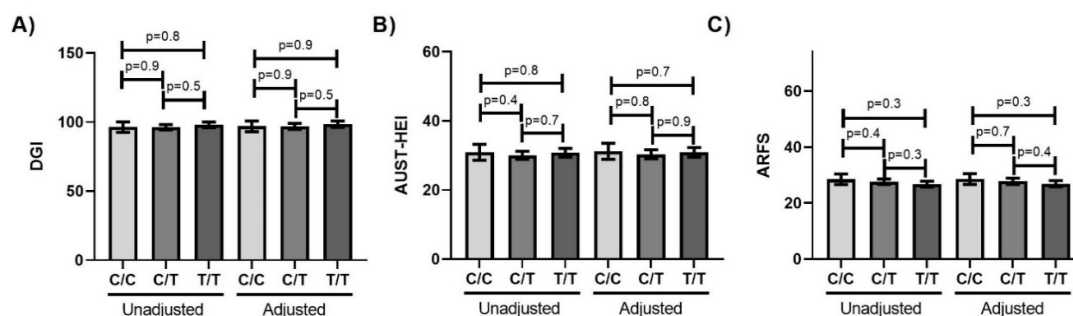 A)
DGI
150
100
50
0
p=0.8
p=0.9
p=0.5
p=0.9
p=0.9
p=0.5
C/C C/T T/T C/C C/T T/T
Unadjusted Adjusted
B)
AUST-HEI
60
40
20
0
p=0.8
p=0.4
p=0.7
p=0.7
p=0.8
p=0.9
C/C C/T T/T C/C C/T T/T
Unadjusted Adjusted
C)
ARFS
60
40
20
0
p=0.3
p=0.4
p=0.3
p=0.3
p=0.7
p=0.4
C/C C/T T/T C/C C/T T/T
Unadjusted Adjusted